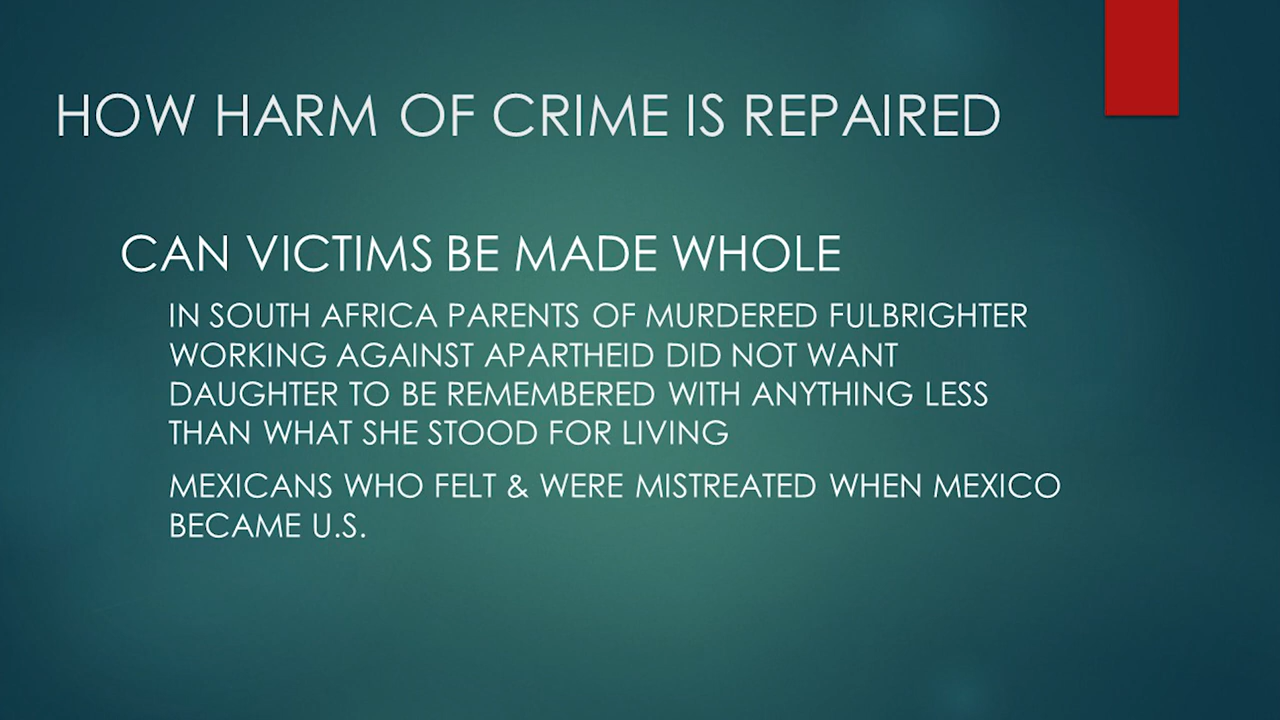 HOW HARM OF CRIME IS REPAIRED
CAN VICTIMS BE MADE WHOLE
IN SOUTH AFRICA PARENTS OF MURDERED FULBRIGHTER
WORKING AGAINST APARTHEID DID NOT WANT
DAUGHTER TO BE REMEMBERED WITH ANYTHING LESS
THAN WHAT SHE STOOD FOR LIVING
MEXICANS WHO FELT & WERE MISTREATED WHEN MEXICO
BECAME U.S.